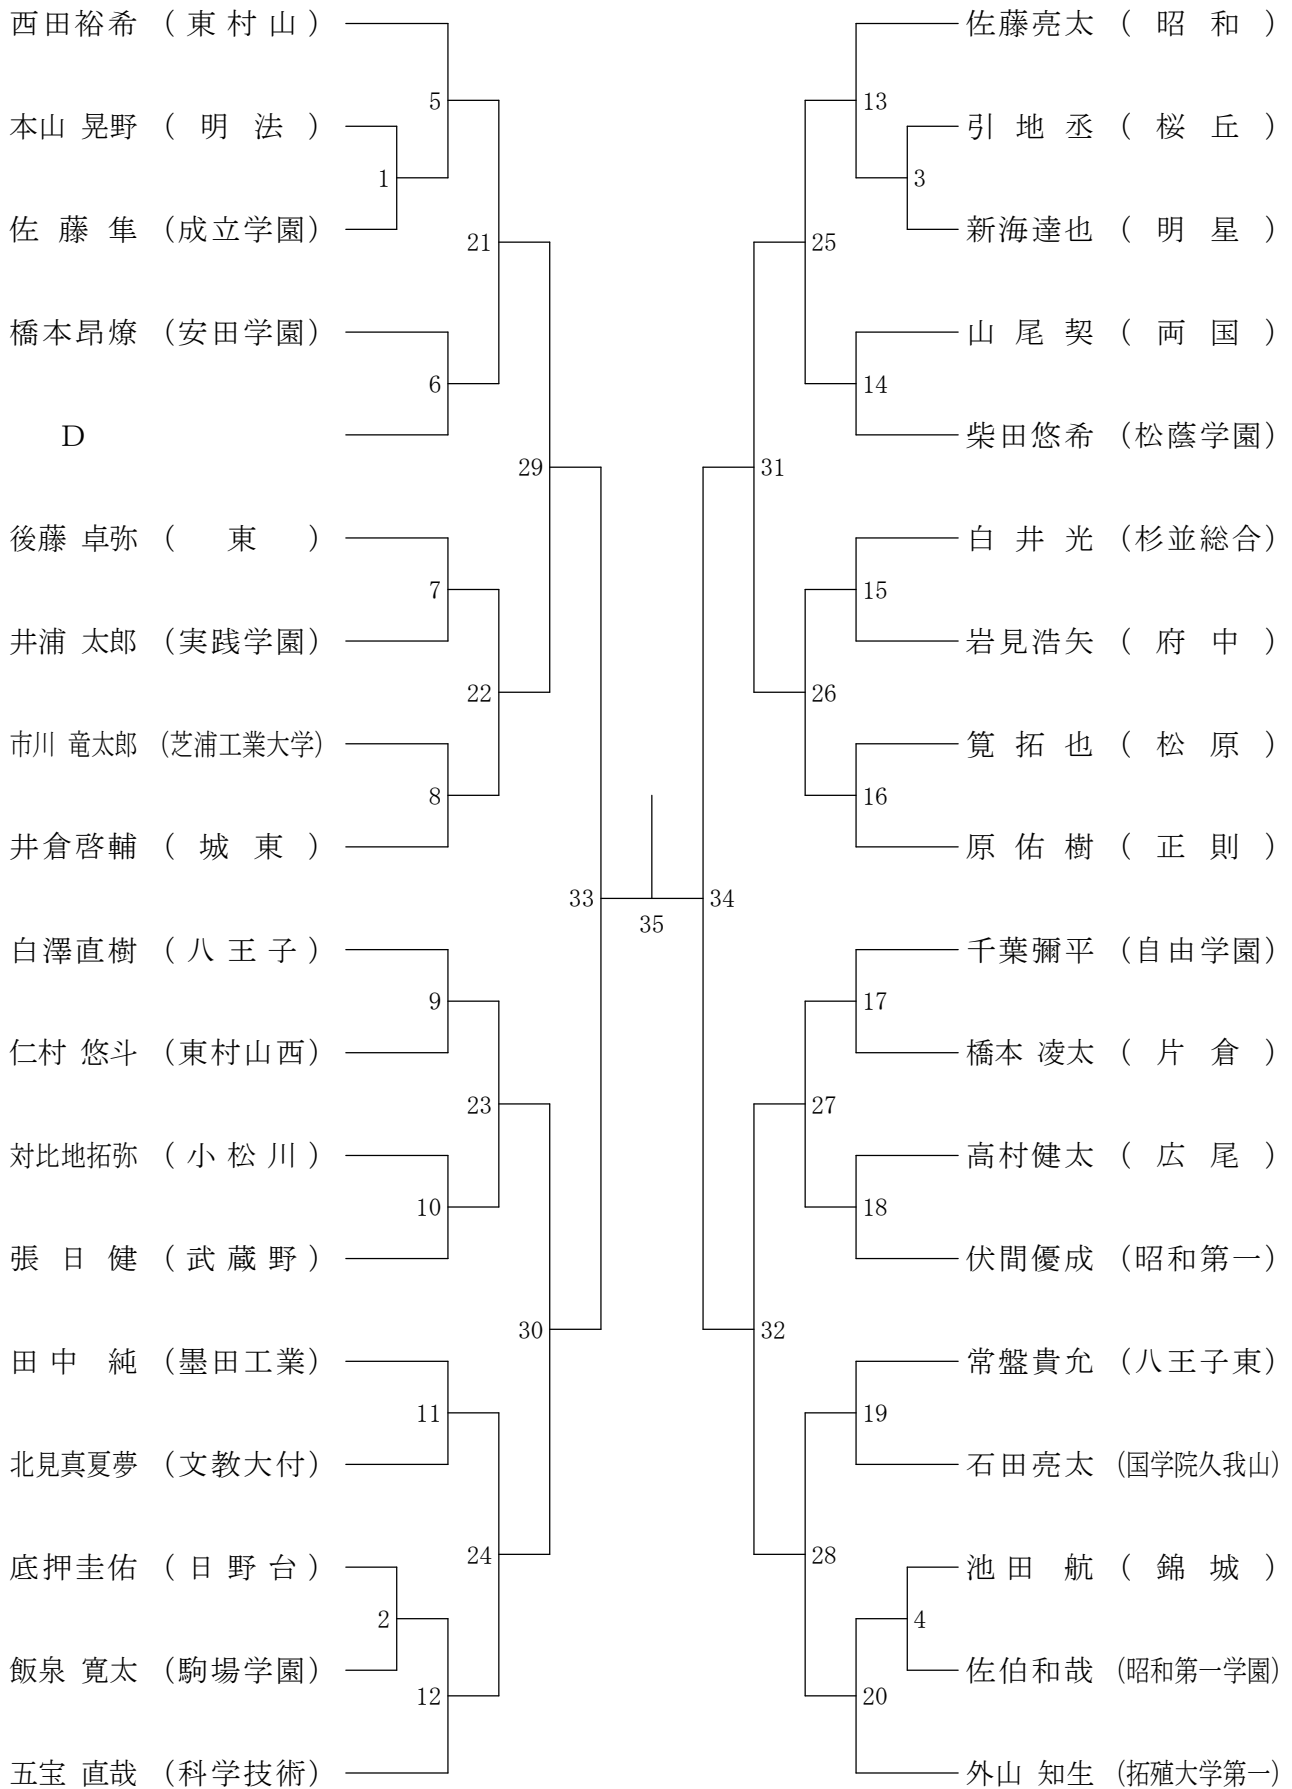 西田裕希 (東村山)
5
本山 晃野 (明法)
1
佐藤隼 (成立学園)
21
橋本昂燎 (安田学園)
6
D
29
後藤 卓弥 (東)
7
井浦 太郎 (実践学園)
22
市川 竜太郎 (芝浦工業大学)
8
井倉啓輔 (城東)
33
白澤直樹 (八王子)
9
仁村 悠斗 (東村山西)
23
対比地拓弥 (小松川)
10
張日健 (武蔵野)
30
田中純 (墨田工業)
11
北見真夏夢 (文教大付)
24
底押圭佑 (日野台)
2
飯泉 寛太 (駒場学園)
12
五宝 直哉 (科学技術)
35
佐藤亮太 (昭和)
13
引地丞 (桜丘)
3
新海達也 (明星)
25
山尾契 (両国)
14
柴田悠希 (松蔭学園)
31
白井光 (杉並総合)
15
岩見浩矢 (府中)
26
筧拓也 (松原)
16
原佑樹 (正則)
34
千葉彌平 (自由学園)
17
橋本 凌太 (片倉)
27
高村健太 (広尾)
18
伏間優成 (昭和第一)
32
常盤貴允 (八王子東)
19
石田亮太 (国学院久我山)
28
池田航 (錦城)
4
佐伯和哉 (昭和第一学園)
20
外山 知生 (拓殖大学第一)